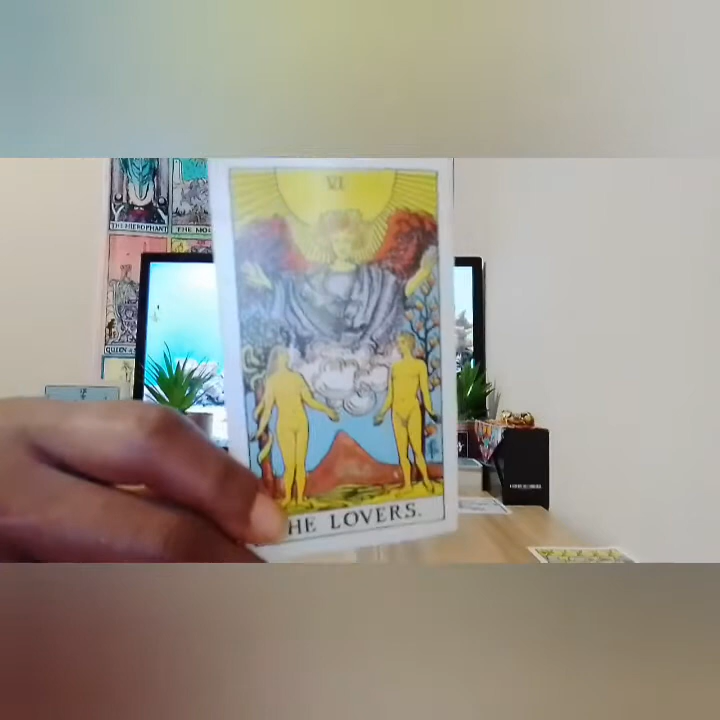 THE HIEROPHANT
THE MO
VI
QUEEN
HE LOVERS.